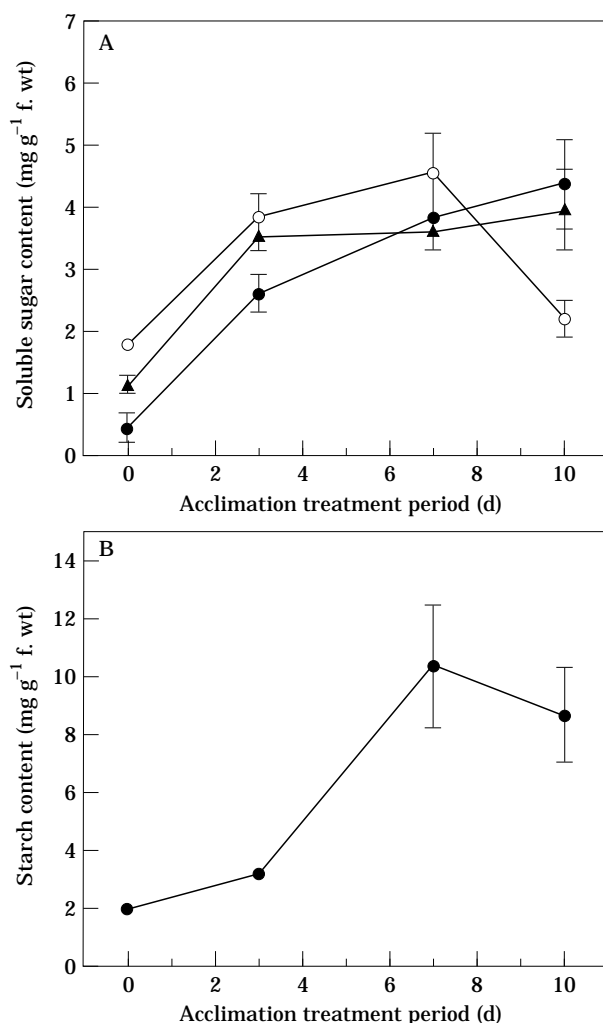 A
7
6
5
4
3
2
1
0
Soluble sugar content (mg g⁻¹ f. wt)
0 2 4 6 8 10
Acclimation treatment period (d)
B
14
12
10
8
6
4
2
0
Starch content (mg g⁻¹ f. wt)
0 2 4 6 8 10
Acclimation treatment period (d)